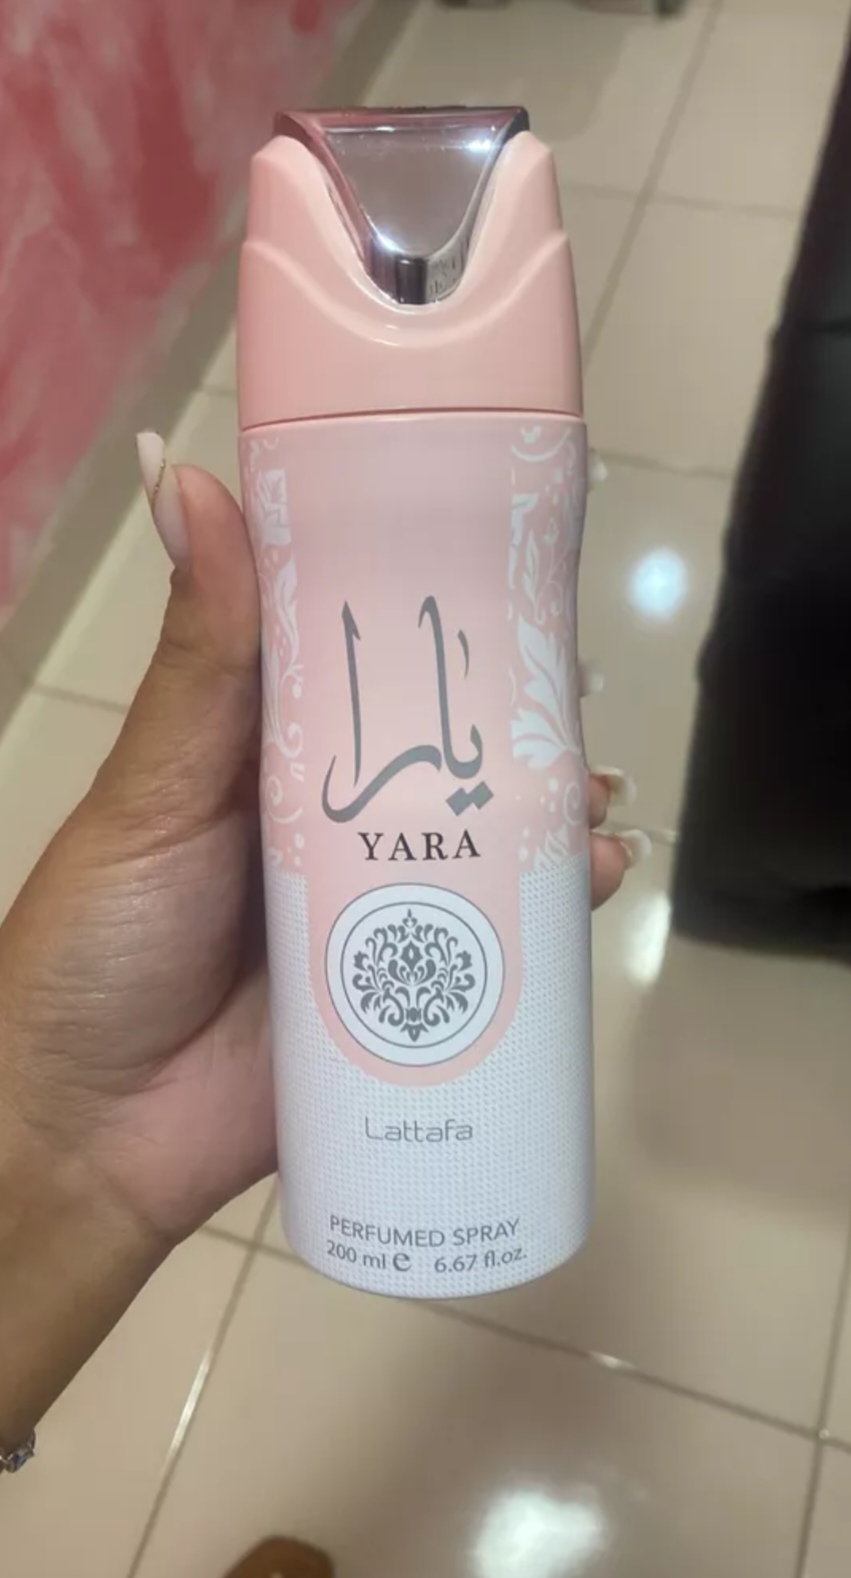 يارا
YARA
Lattafa
PERFUMED SPRAY
200 ml e 6.67 fl.oz.